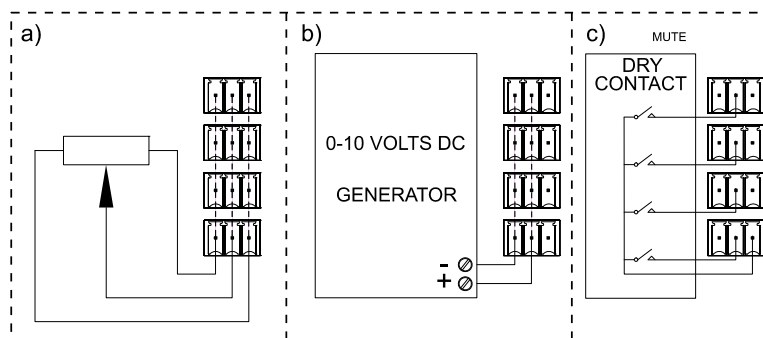 a)
b)
0-10 VOLTS DC
GENERATOR
-
+
c)
MUTE
DRY
CONTACT